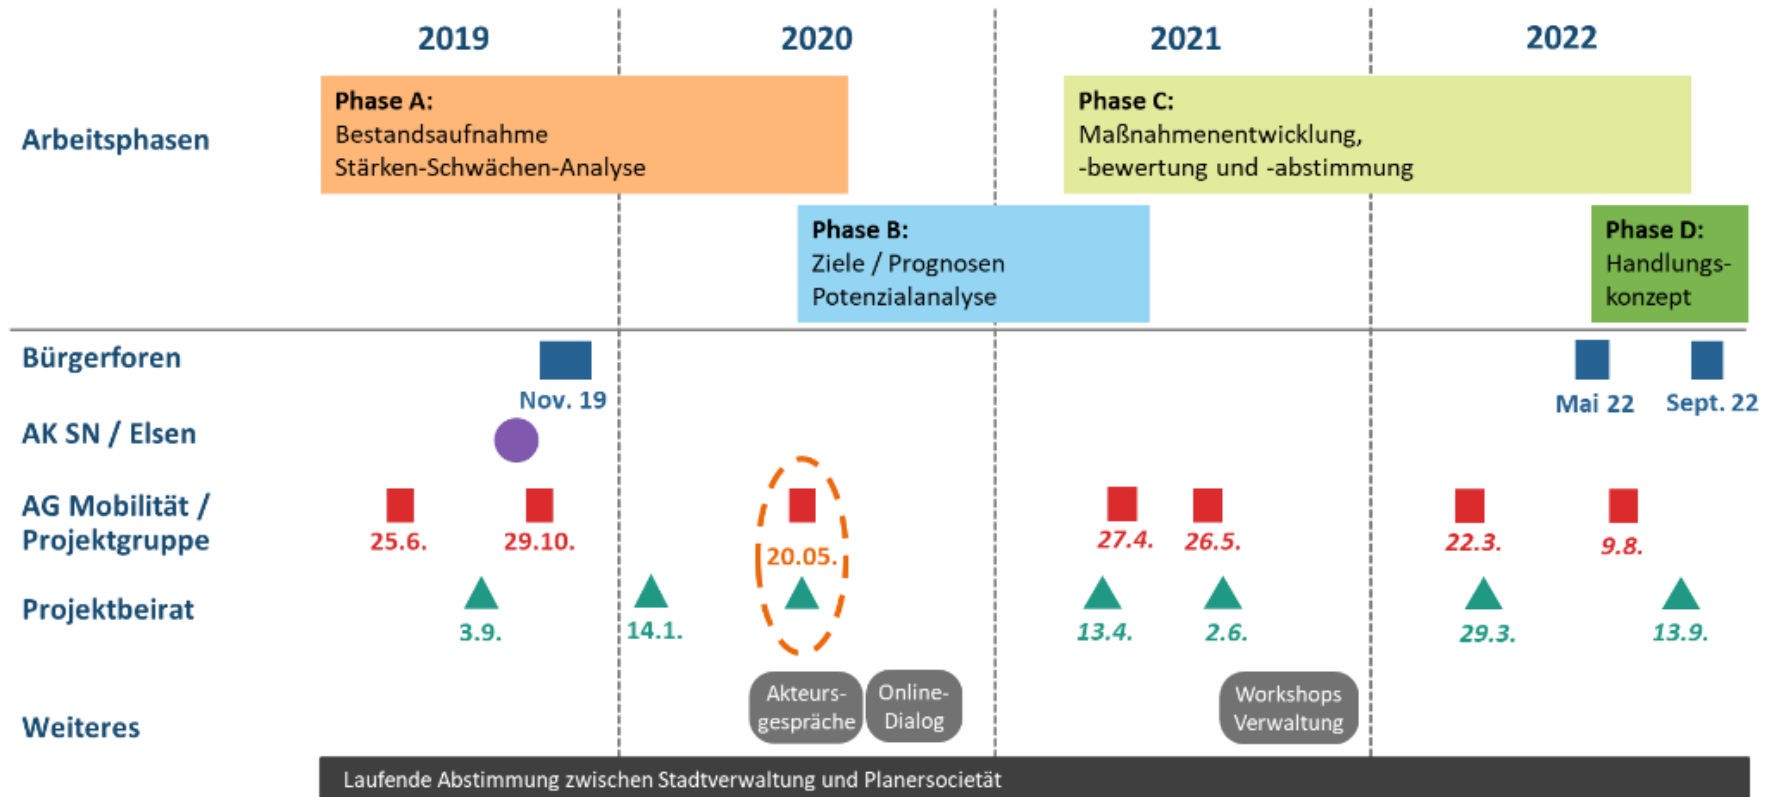 2019
2020
2021
2022
Arbeitsphasen
Phase A:
Bestandsaufnahme
Stärken-Schwächen-Analyse
Phase C:
Maßnahmenentwicklung,
-bewertung und -abstimmung
Phase B:
Ziele / Prognosen
Potenzialanalyse
Phase D:
Handlungs-
konzept
Bürgerforen
Nov. 19
Mai 22
Sept. 22
AK SN / Elsen
AG Mobilität /
Projektgruppe
25.6.
29.10.
20.05.
27.4.
26.5.
22.3.
9.8.
Projektbeirat
3.9.
14.1.
13.4.
2.6.
29.3.
13.9.
Weiteres
Akteurs-
gespräche
Online-
Dialog
Workshops
Verwaltung
Laufende Abstimmung zwischen Stadtverwaltung und Planersocietät